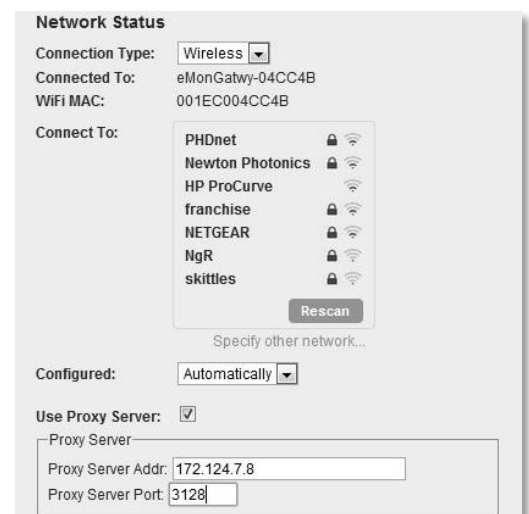 Network Status
Connection Type: Wireless
Connected To: eMonGatwy-04CC4B
WiFi MAC: 001EC004CC4B
Connect To:
PHDnet
Newton Photonics
HP ProCurve
franchise
NETGEAR
NgR
skittles
Rescan
Specify other network...
Configured: Automatically
Use Proxy Server:
Proxy Server
Proxy Server Addr: 172.124.7.8
Proxy Server Port: 3128